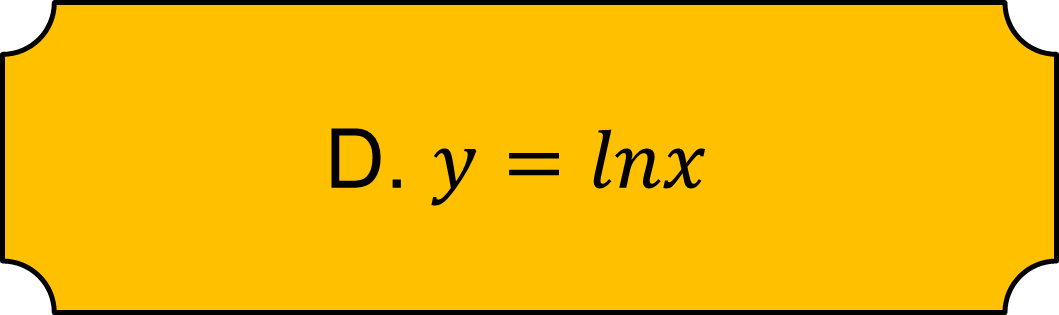 D. y = lnx